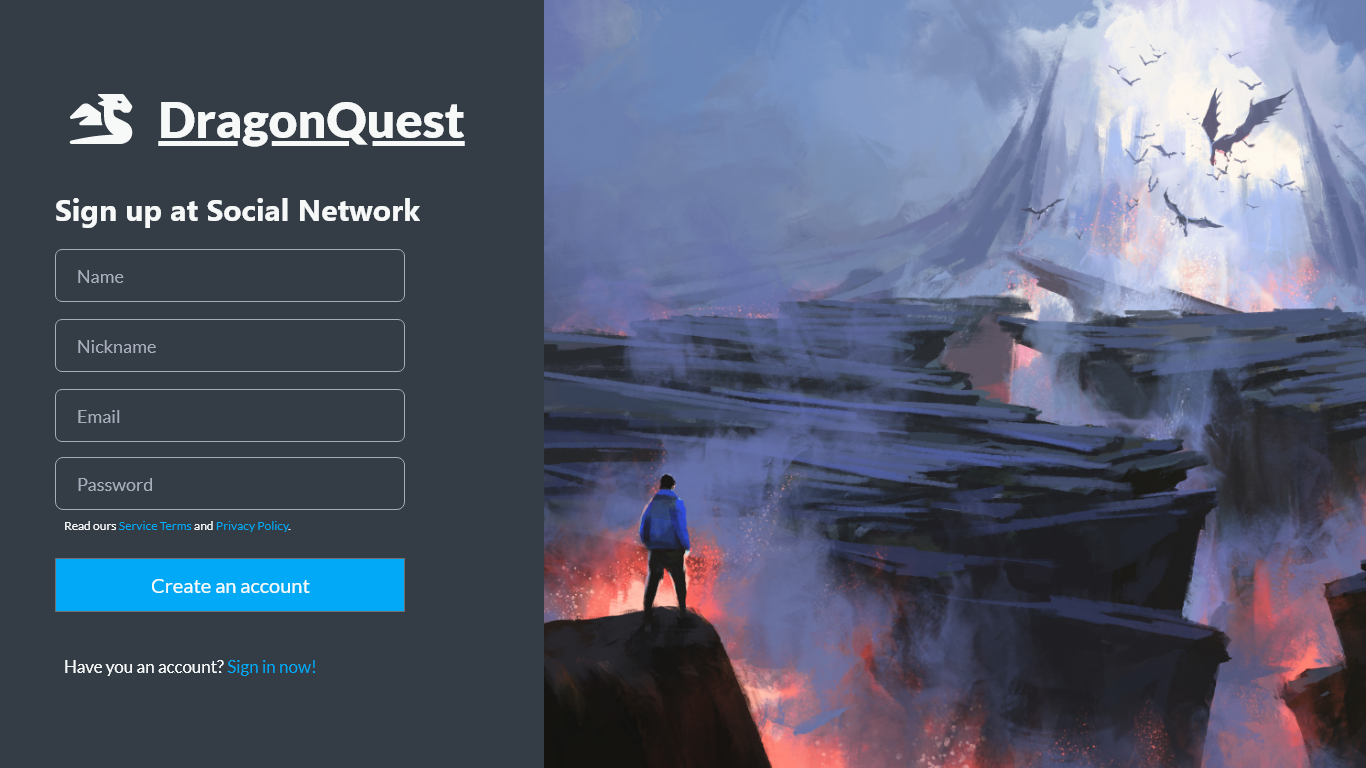 DragonQuest
Sign up at Social Network
Name
Nickname
Email
Password
Read ours Service Terms and Privacy Policy.
Create an account
Have you an account? Sign in now!